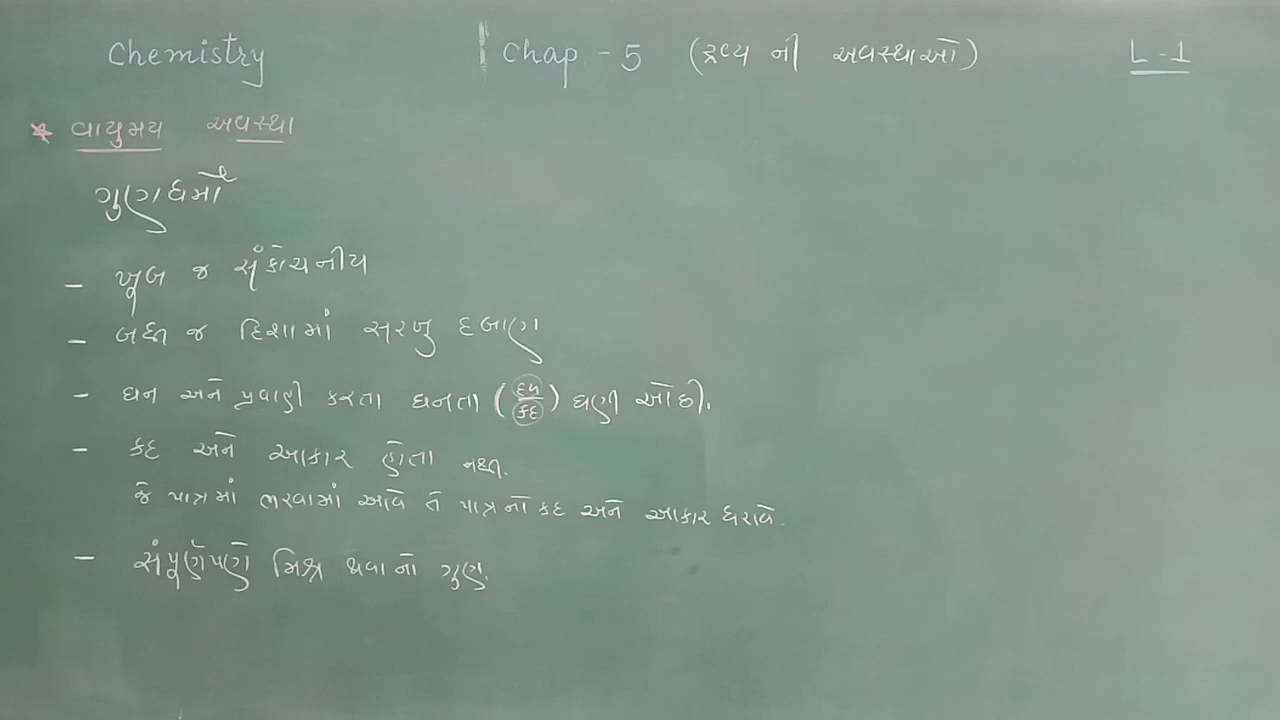 Chemistry Chap - 5 (દ્રવ્ય ની અવસ્થાઓ) L - 1
* વાયુમય અવસ્થા
ગુણધર્મો
- ખૂબ જ સંકોચનીય
- બધી જ દિશામાં સરખુ દબાણ
- ઘન અને પ્રવાહી કરતા ઘનતા (દળ/કદ) ઘણી ઓછી.
- કદ અને આકાર હોતા નથી.
જે પાત્રમાં ભરવામાં આવે તે પાત્રનો કદ અને આકાર ધરાવે.
- સંપૂર્ણપણે મિશ્ર થવાનો ગુણ.